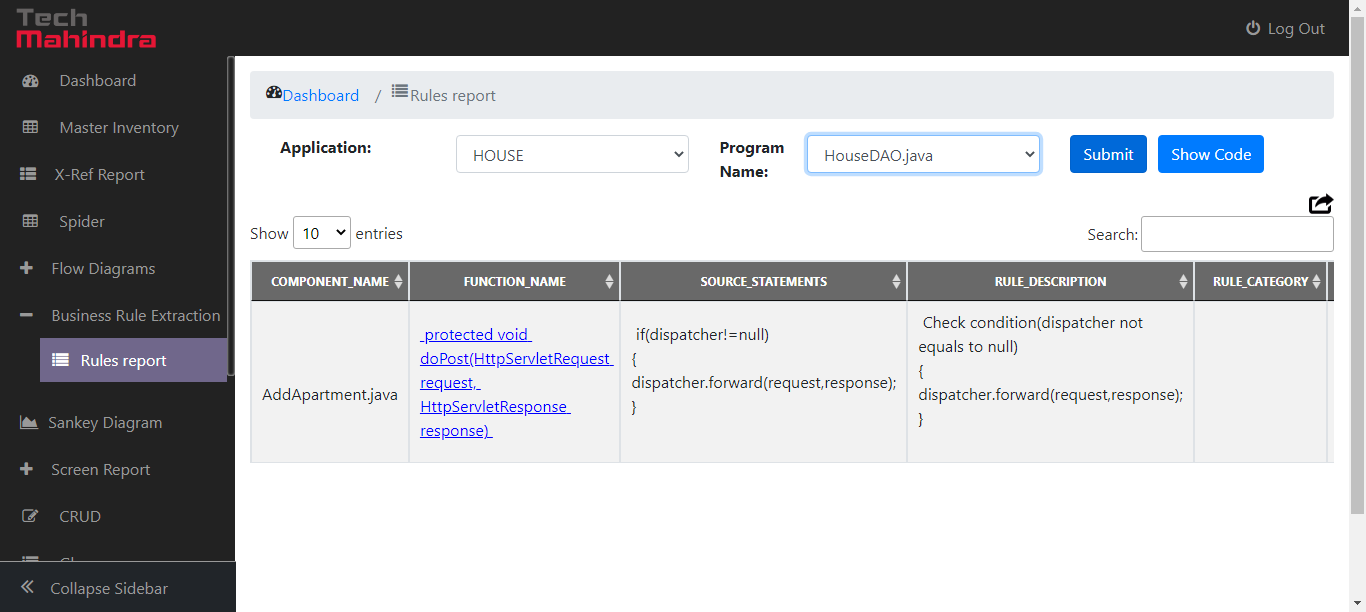 Tech
Mahindra
Log Out
Dashboard
Master Inventory
X-Ref Report
Spider
Flow Diagrams
Business Rule Extraction
Rules report
Sankey Diagram
Screen Report
CRUD
Collapse Sidebar
Dashboard / Rules report
Application:
HOUSE
Program
Name:
HouseDAO.java
Submit
Show Code
Show 10 entries
Search:
COMPONENT_NAME FUNCTION_NAME SOURCE_STATEMENTS RULE_DESCRIPTION RULE_CATEGORY
AddApartment.java
protected void
doPost(HttpServletRequest
request,
HttpServletResponse
response)
if(dispatcher!=null)
{
dispatcher.forward(request,response);
}
Check condition(dispatcher not
equals to null)
{
dispatcher.forward(request,response);
}